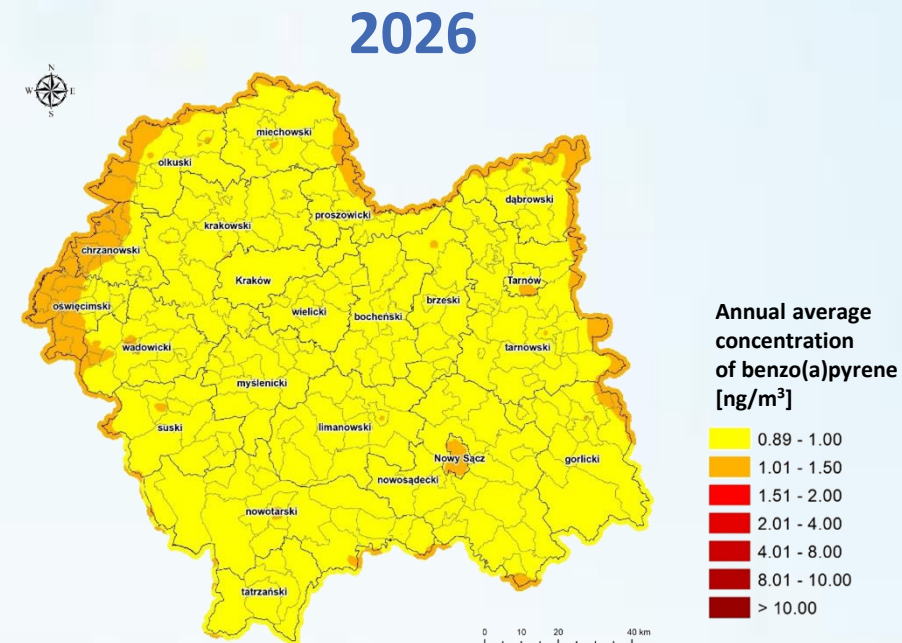 2026
N
W E
S
miechowski
olkuski
dąbrowski
proszowicki
krakowski
chrzanowski
Kraków
Tarnów
oświęcimski
brzeski
wielicki
bocheński
wadowicki
tarnowski
myślenicki
suski
limanowski
Nowy Sącz
gorlicki
nowosądecki
nowotarski
tatrzański
0 10 20 40 km
Annual average
concentration
of benzo(a)pyrene
[ng/m³]
0.89 - 1.00
1.01 - 1.50
1.51 - 2.00
2.01 - 4.00
4.01 - 8.00
8.01 - 10.00
> 10.00